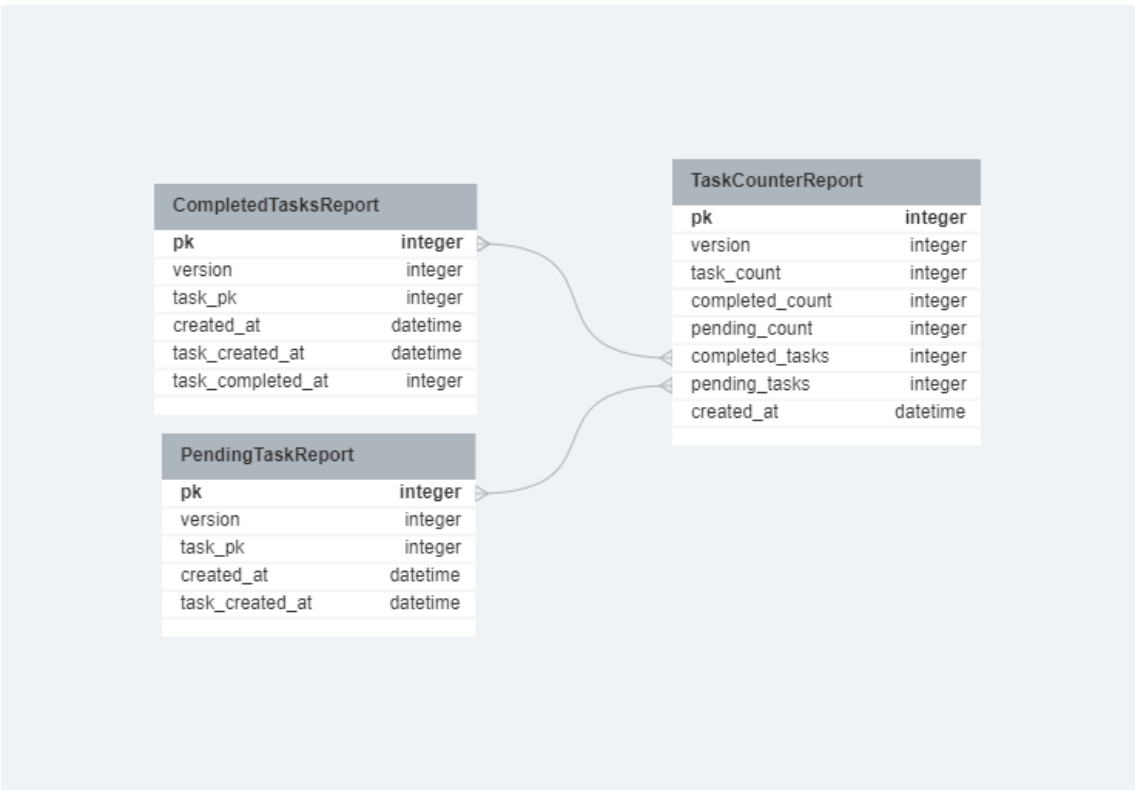 CompletedTasksReport
pk integer
version integer
task_pk integer
created_at datetime
task_created_at datetime
task_completed_at integer
PendingTaskReport
pk integer
version integer
task_pk integer
created_at datetime
task_created_at datetime
TaskCounterReport
pk integer
version integer
task_count integer
completed_count integer
pending_count integer
completed_tasks integer
pending_tasks integer
created_at datetime